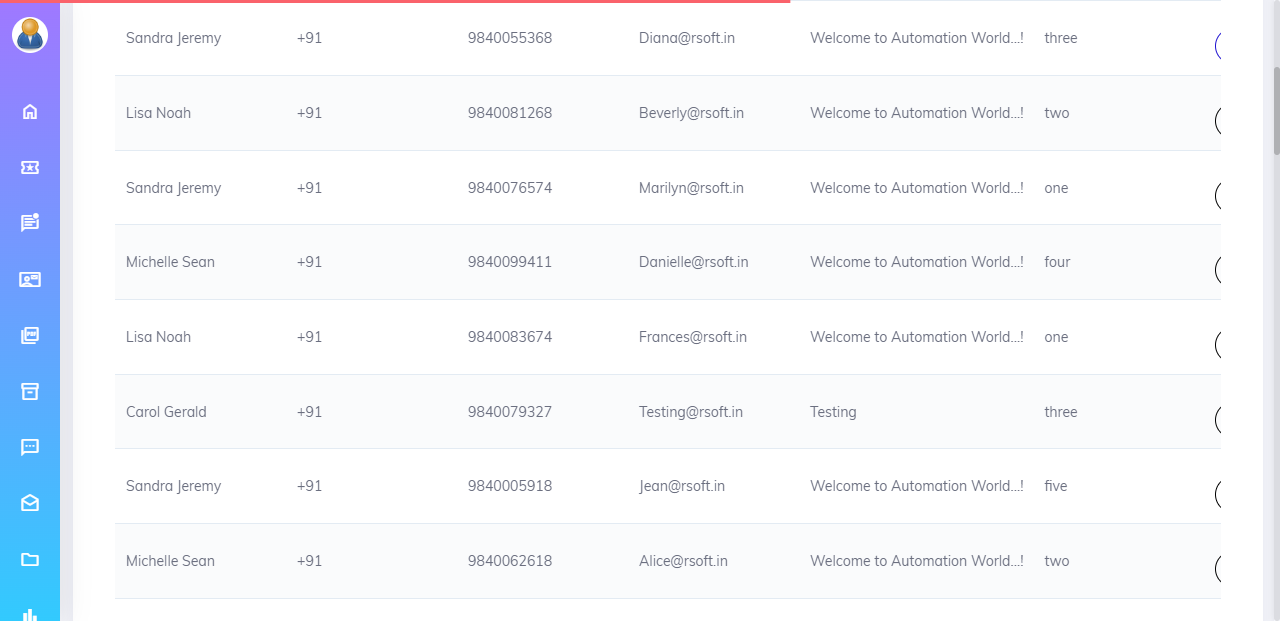 Sandra Jeremy +91 9840055368 Diana@rsoft.in Welcome to Automation World...! three
Lisa Noah +91 9840081268 Beverly@rsoft.in Welcome to Automation World...! two
Sandra Jeremy +91 9840076574 Marilyn@rsoft.in Welcome to Automation World...! one
Michelle Sean +91 9840099411 Danielle@rsoft.in Welcome to Automation World...! four
Lisa Noah +91 9840083674 Frances@rsoft.in Welcome to Automation World...! one
Carol Gerald +91 9840079327 Testing@rsoft.in Testing three
Sandra Jeremy +91 9840005918 Jean@rsoft.in Welcome to Automation World...! five
Michelle Sean +91 9840062618 Alice@rsoft.in Welcome to Automation World...! two